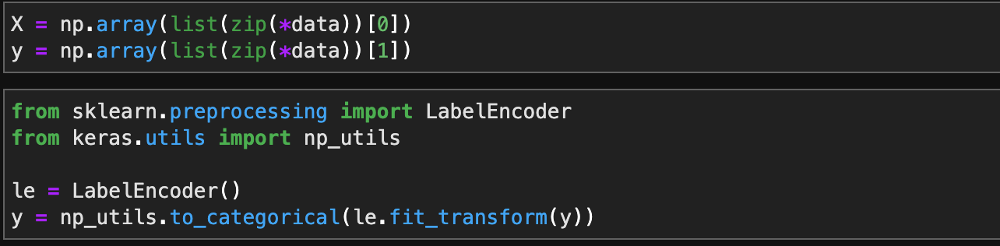 X = np.array(list(zip(*data))[0])
y = np.array(list(zip(*data))[1])
from sklearn.preprocessing import LabelEncoder
from keras.utils import np_utils
le = LabelEncoder()
y = np_utils.to_categorical(le.fit_transform(y))